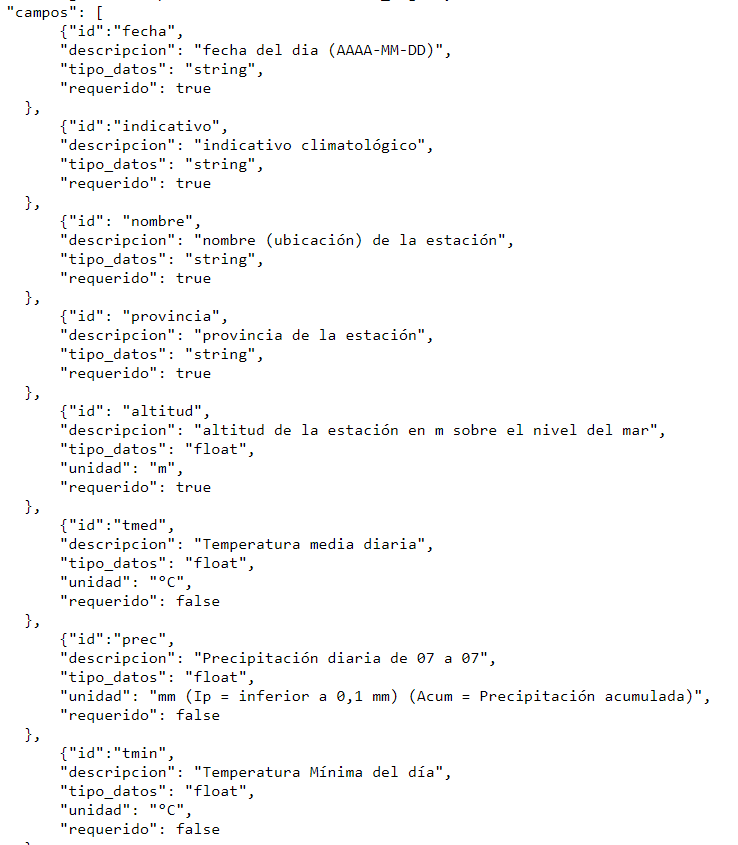 "campos": [
{"id":"fecha",
"descripcion": "fecha del dia (AAAA-MM-DD)",
"tipo_datos": "string",
"requerido": true
},
{"id":"indicativo",
"descripcion": "indicativo climatológico",
"tipo_datos": "string",
"requerido": true
},
{"id": "nombre",
"descripcion": "nombre (ubicación) de la estación",
"tipo_datos": "string",
"requerido": true
},
{"id": "provincia",
"descripcion": "provincia de la estación",
"tipo_datos": "string",
"requerido": true
},
{"id": "altitud",
"descripcion": "altitud de la estación en m sobre el nivel del mar",
"tipo_datos": "float",
"unidad": "m",
"requerido": true
},
{"id":"tmed",
"descripcion": "Temperatura media diaria",
"tipo_datos": "float",
"unidad": "°C",
"requerido": false
},
{"id":"prec",
"descripcion": "Precipitación diaria de 07 a 07",
"tipo_datos": "float",
"unidad": "mm (Ip = inferior a 0,1 mm) (Acum = Precipitación acumulada)",
"requerido": false
},
{"id":"tmin",
"descripcion": "Temperatura Mínima del día",
"tipo_datos": "float",
"unidad": "°C",
"requerido": false